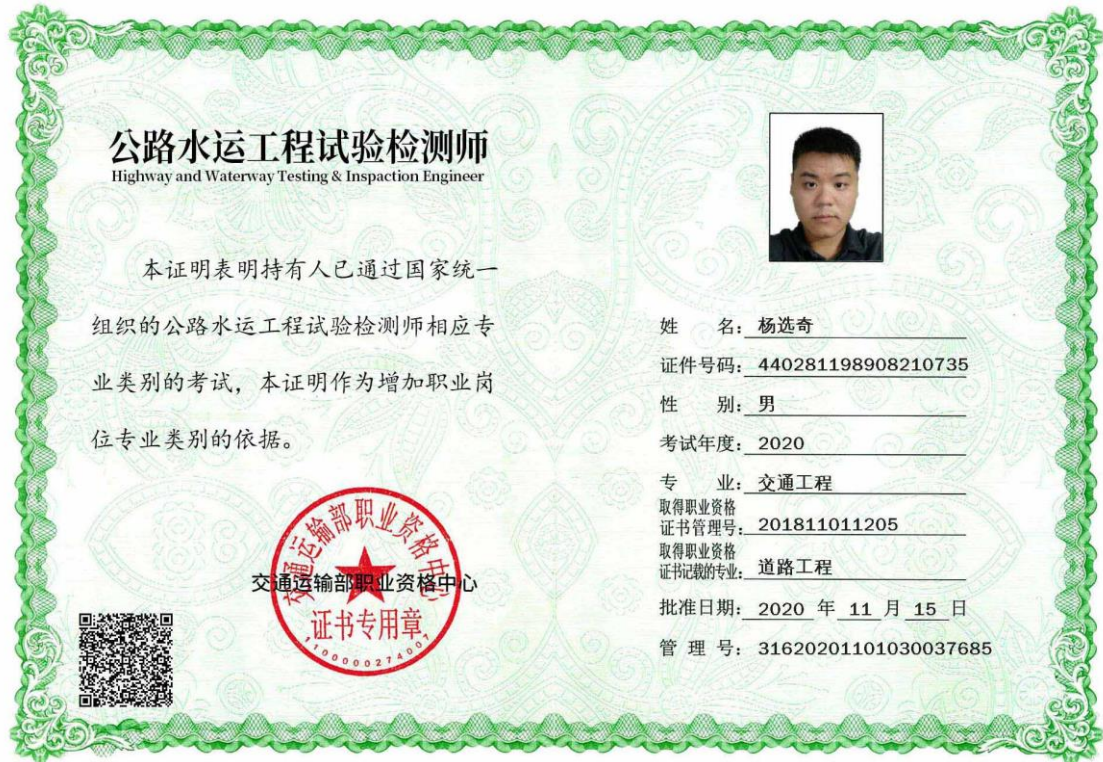 公路水运工程试验检测师
Highway and Waterway Testing & Inspaction Engineer
本证明表明持有人已通过国家统一
组织的公路水运工程试验检测师相应专
业类别的考试，本证明作为增加职业岗
位专业类别的依据。
交通运输部职业资格中心
交通运输部职业资格中心
证书专用章
1100000274007
姓 名：杨选奇
证件号码：440281198908210735
性 别：男
考试年度：2020
专 业：交通工程
取得职业资格
证书管理号：201811011205
取得职业资格
证书记载的专业：道路工程
批准日期：2020 年 11 月 15 日
管 理 号：31620201101030037685